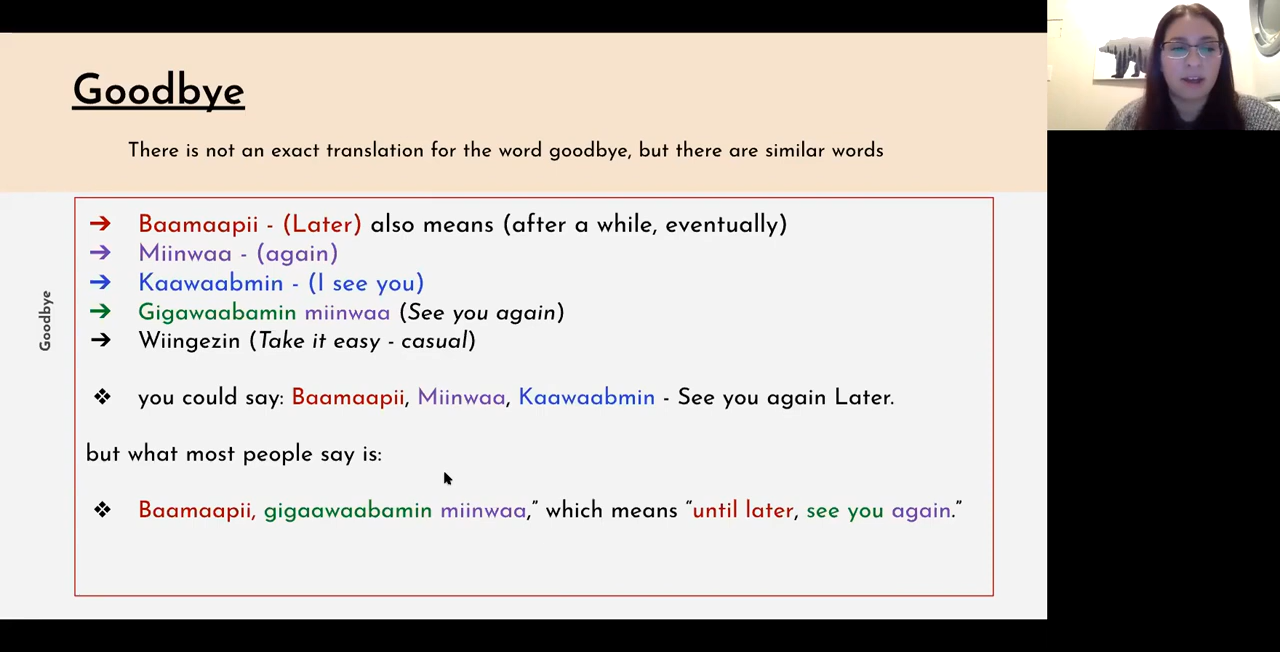 Goodbye
There is not an exact translation for the word goodbye, but there are similar words
Goodbye
➔ Baamaapii - (Later) also means (after a while, eventually)
➔ Miinwaa - (again)
➔ Kaawaabmin - (I see you)
➔ Gigawaabamin miinwaa (See you again)
➔ Wiingezin (Take it easy - casual)
❖ you could say: Baamaapii, Miinwaa, Kaawaabmin - See you again Later.
but what most people say is:
❖ Baamaapii, gigaawaabamin miinwaa,” which means “until later, see you again.”